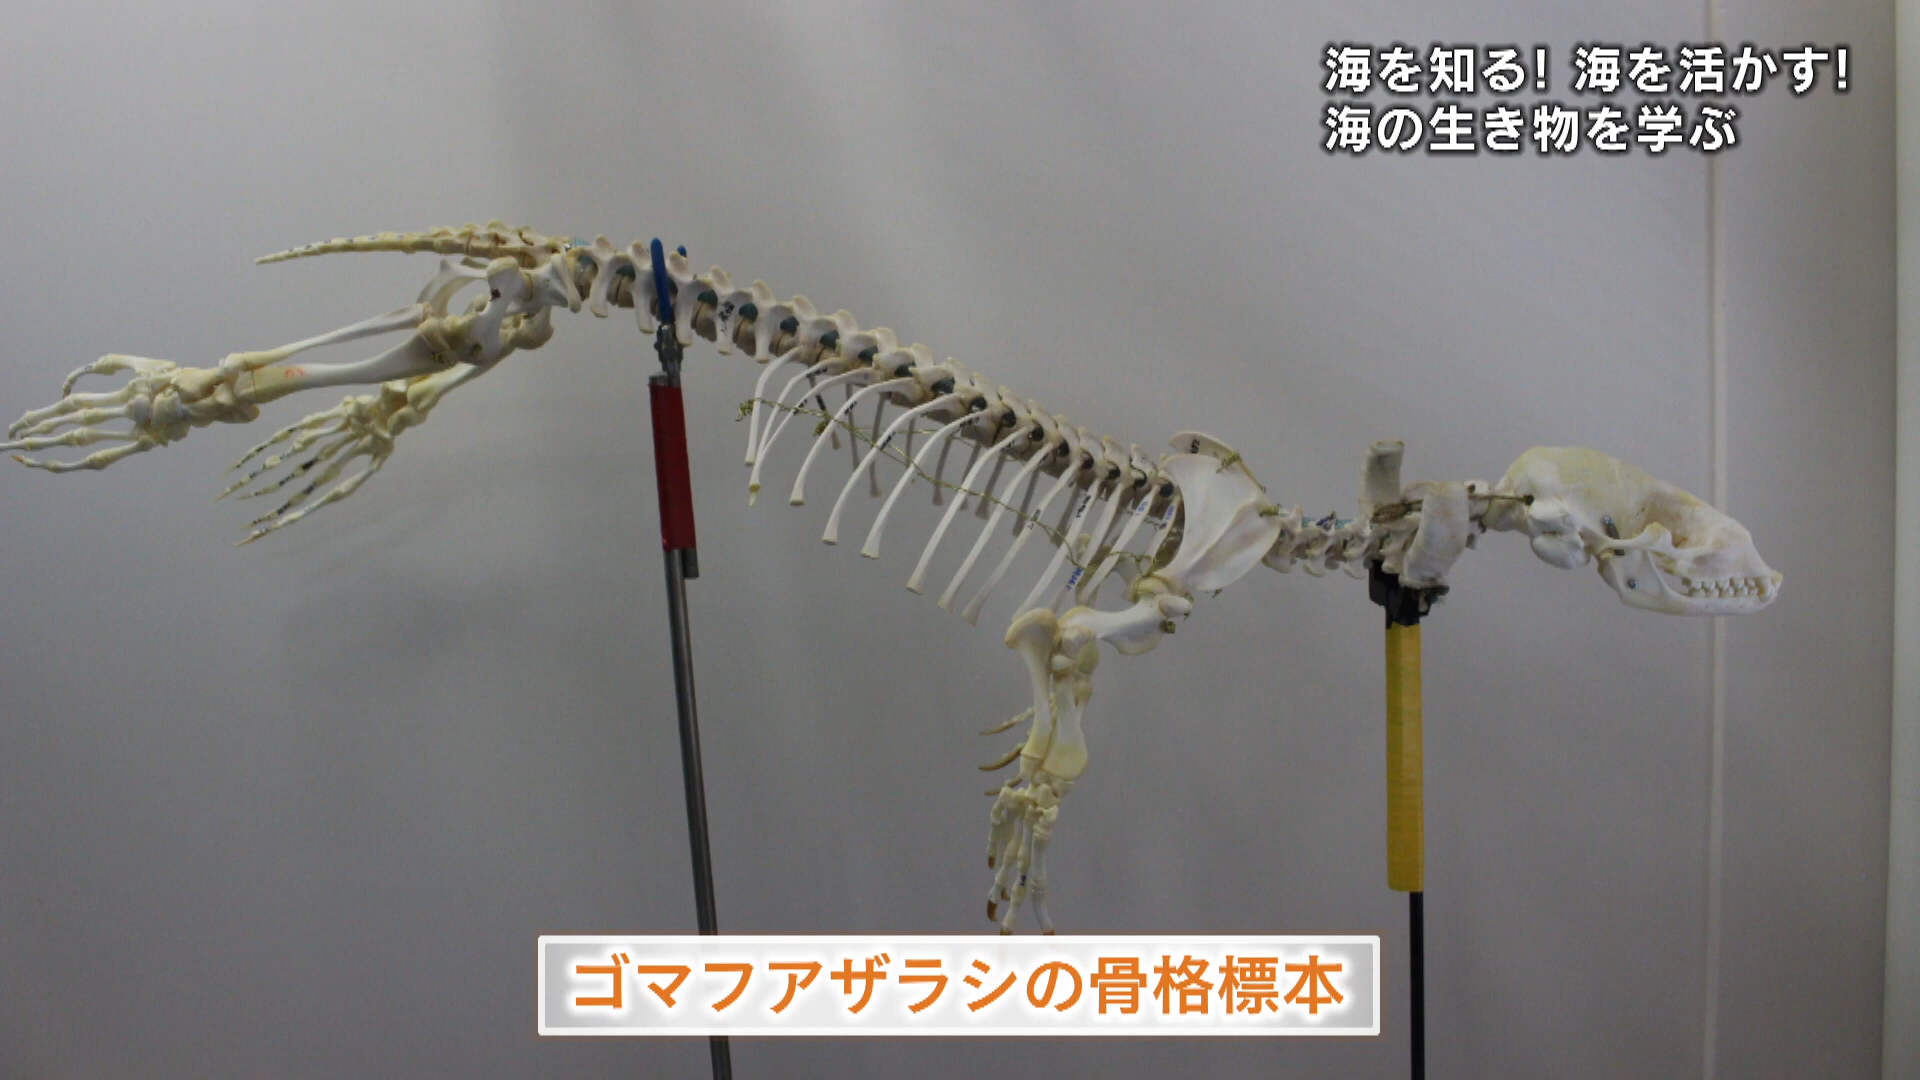 海を知る！海を活かす！
海の生き物を学ぶ
ゴマフアザラシの骨格標本